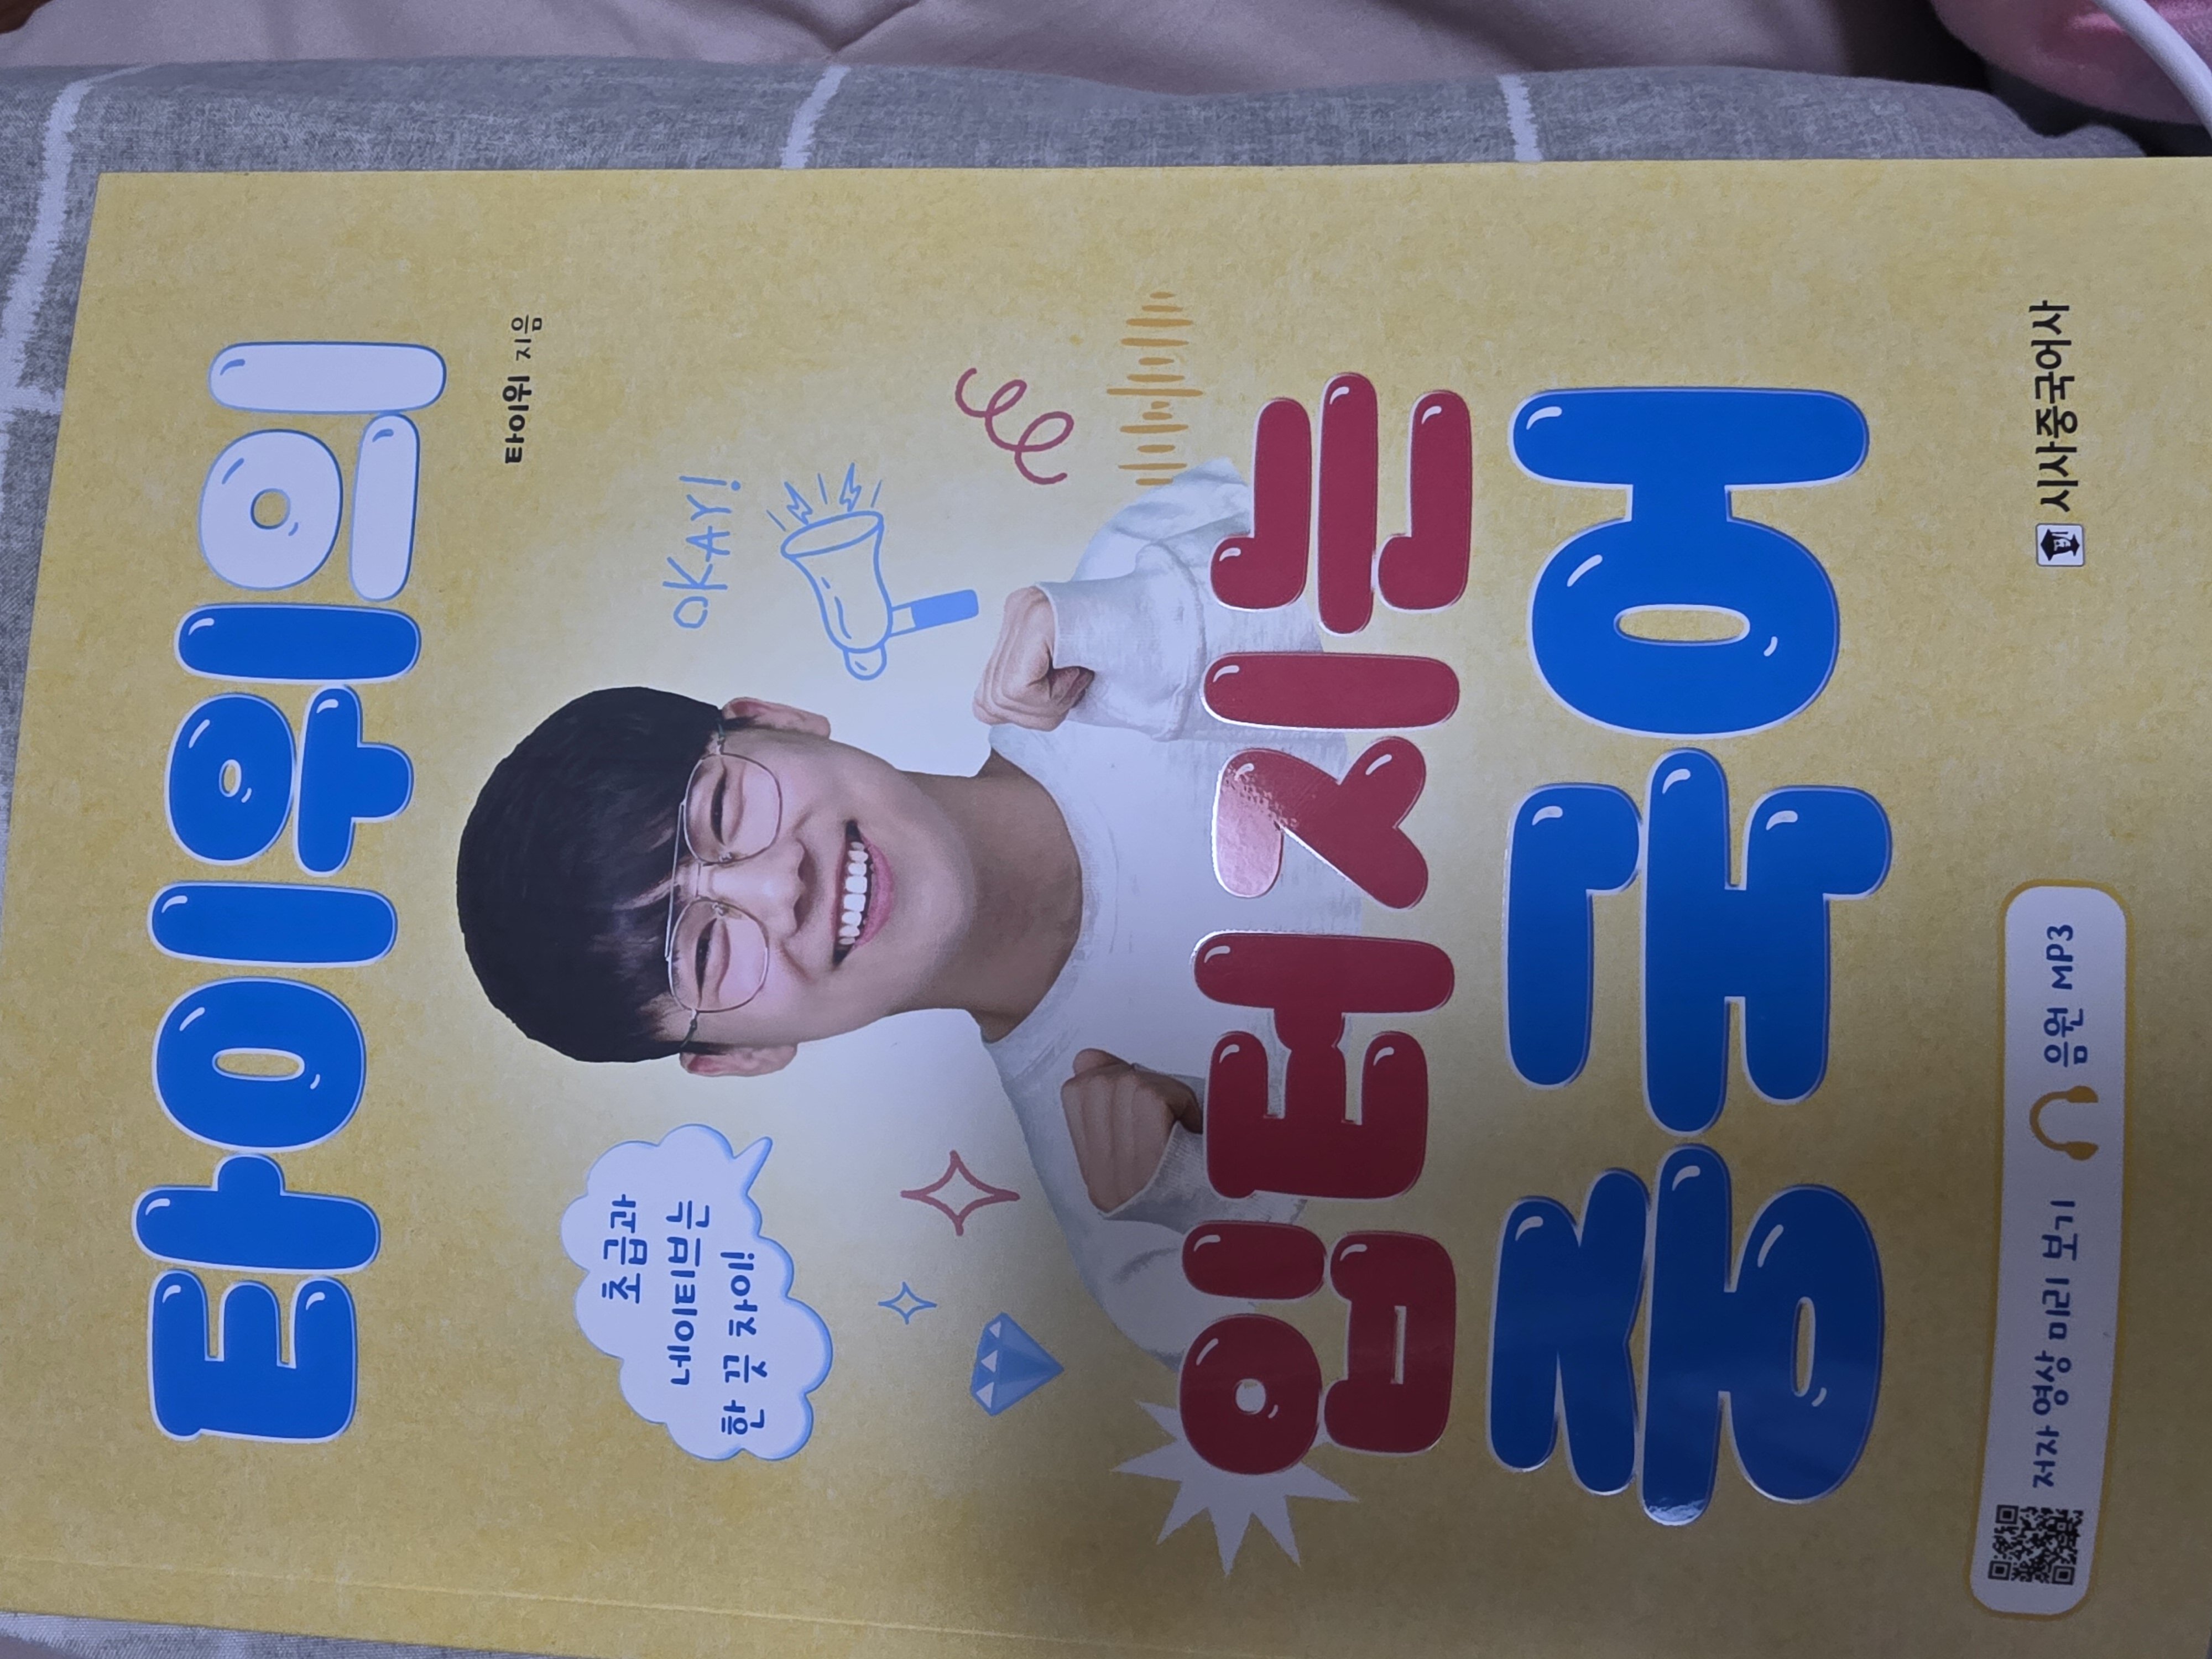 타이위의
타이위 지음
초급과
네이티브는
한 끗 차이!
OKAY!
입 터지는
중국어
저자 영상 미리 보기 음원 MP3
시사중국어사